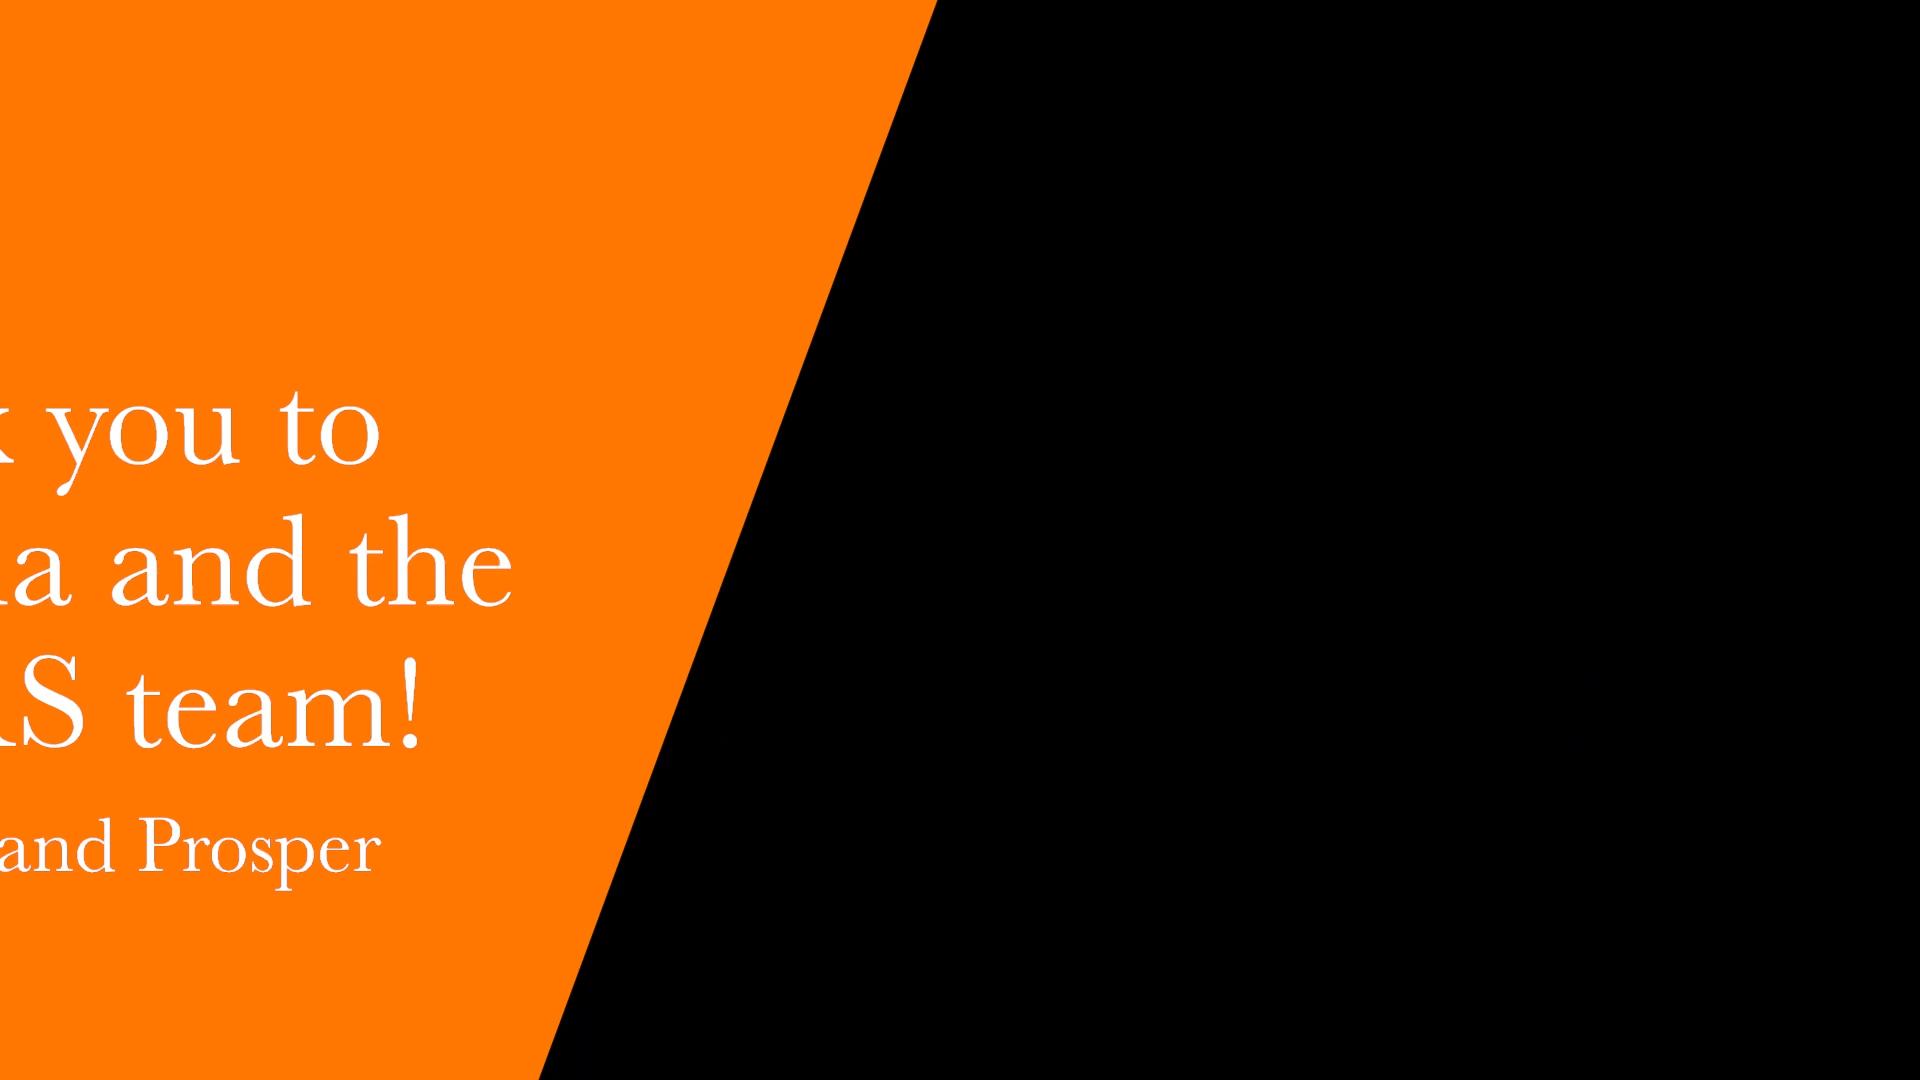 you to
and the
team!
and Prosper